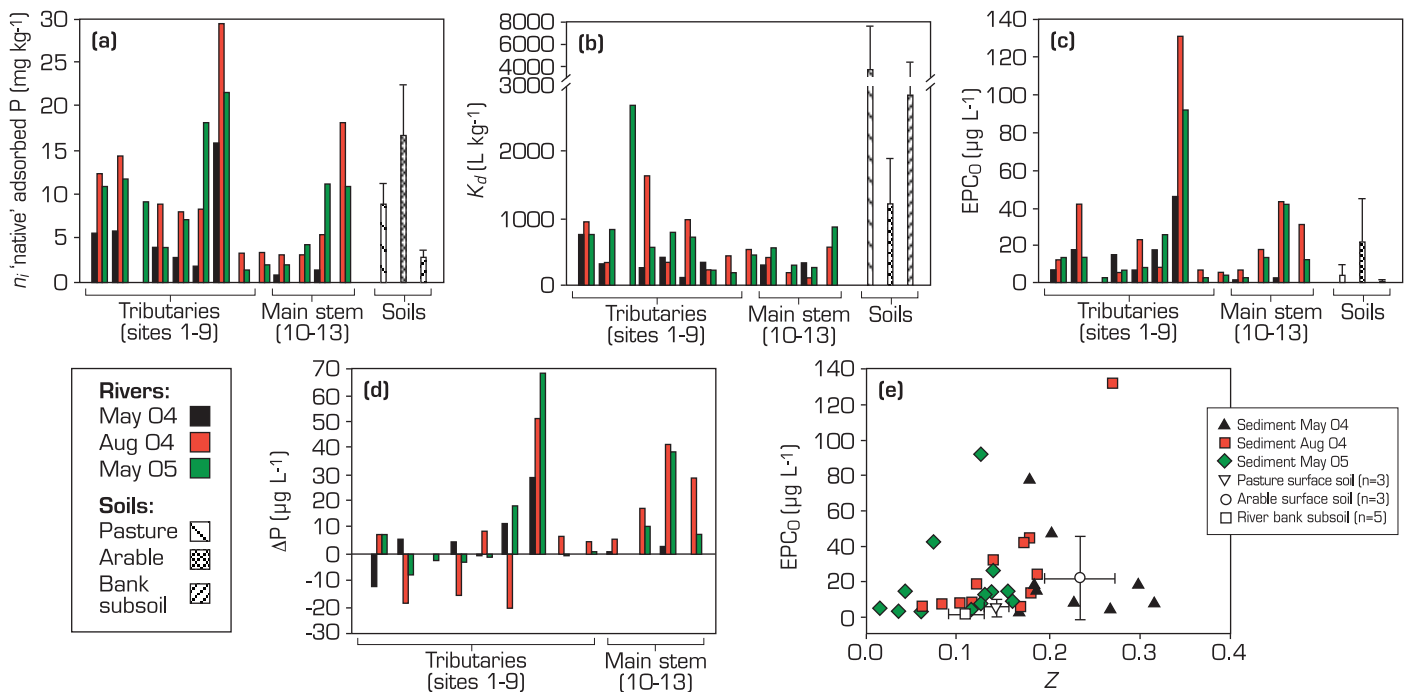 (a)
nᵢ 'native' adsorbed P (mg kg-1)
30
25
20
15
10
5
0
Tributaries
(sites 1-9)
Main stem
(10-13)
Soils
(b)
K_d (L kg-1)
8000
6000
4000
3000
2000
1000
0
Tributaries
(sites 1-9)
Main stem
(10-13)
Soils
(c)
EPC₀ (µg L-1)
140
120
100
80
60
40
20
0
Tributaries
(sites 1-9)
Main stem
(10-13)
Soils
Rivers:
May 04
Aug 04
May 05
Soils:
Pasture
Arable
Bank
subsoil
(d)
ΔP (µg L-1)
70
60
50
40
30
20
10
0
-10
-20
-30
Tributaries
(sites 1-9)
Main stem
(10-13)
(e)
EPC₀ (µg L-1)
140
120
100
80
60
40
20
0
0.0
0.1
0.2
0.3
0.4
Z
Sediment May 04
Sediment Aug 04
Sediment May 05
Pasture surface soil (n=3)
Arable surface soil (n=3)
River bank subsoil (n=5)